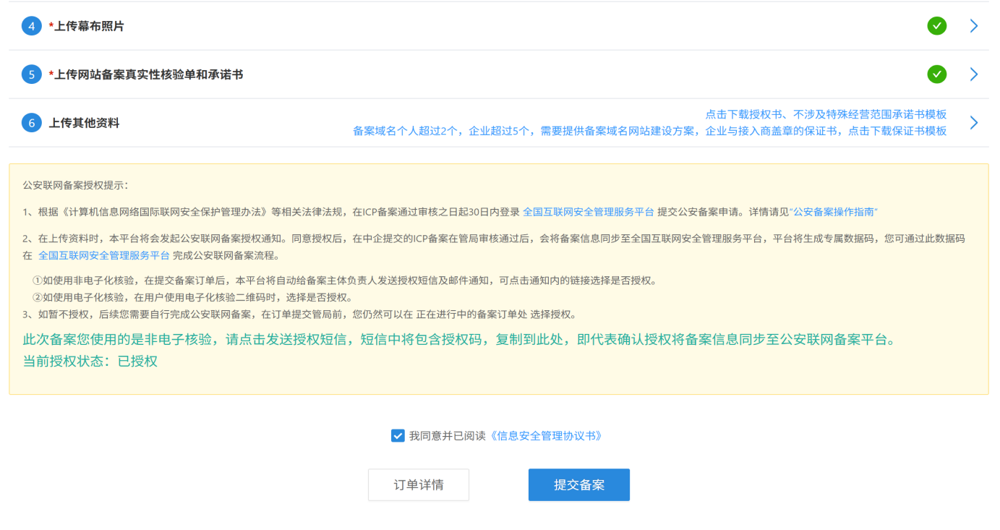 4 *上传幕布照片
5 *上传网站备案真实性核验单和承诺书
6 上传其他资料
点击下载授权书、不涉及特殊经营范围承诺书模板
备案域名个人超过2个，企业超过5个，需要提供备案域名网站建设方案，企业与接入商盖章的保证书，点击下载保证书模板
公安联网备案授权提示：
1、根据《计算机信息网络国际联网安全保护管理办法》等相关法律法规，在ICP备案通过审核之日起30日内登录 全国互联网安全管理服务平台 提交公安备案申请。详情请见"公安备案操作指南"
2、在上传资料时，本平台将会发起公安联网备案授权通知。同意授权后，在中企提交的ICP备案在管局审核通过后，会将备案信息同步至全国互联网安全管理服务平台，平台将生成专属数据码，您可通过此数据码
在 全国互联网安全管理服务平台 完成公安联网备案流程。
①如使用非电子化核验，在提交备案订单后，本平台将自动给备案主体负责人发送授权短信及邮件通知，可点击通知内的链接选择是否授权。
②如使用电子化核验，在用户使用电子化核验二维码时，选择是否授权。
3、如暂不授权，后续您需要自行完成公安联网备案，在订单提交管局前，您仍然可以在 正在进行中的备案订单处 选择授权。
此次备案您使用的是非电子核验，请点击发送授权短信，短信中将包含授权码，复制到此处，即代表确认授权将备案信息同步至公安联网备案平台。
当前授权状态：已授权
我同意并已阅读《信息安全管理协议书》
订单详情 提交备案